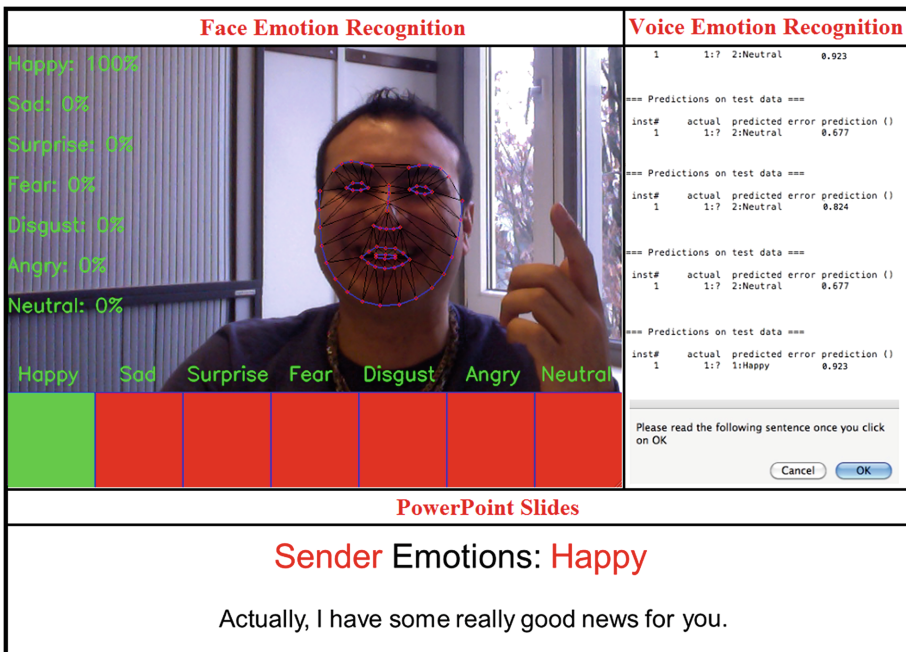 Face Emotion Recognition
Happy: 100%
Sad: 0%
Surprise: 0%
Fear: 0%
Disgust: 0%
Angry: 0%
Neutral: 0%
Happy Sad Surprise Fear Disgust Angry Neutral
Voice Emotion Recognition
1 1:? 2:Neutral 0.923
=== Predictions on test data ===
inst# actual predicted error prediction ()
1 1:? 2:Neutral 0.677
=== Predictions on test data ===
inst# actual predicted error prediction ()
1 1:? 2:Neutral 0.824
=== Predictions on test data ===
inst# actual predicted error prediction ()
1 1:? 2:Neutral 0.677
=== Predictions on test data ===
inst# actual predicted error prediction ()
1 1:? 1:Happy 0.923
Please read the following sentence once you click
on OK
Cancel OK
PowerPoint Slides
Sender Emotions: Happy
Actually, I have some really good news for you.